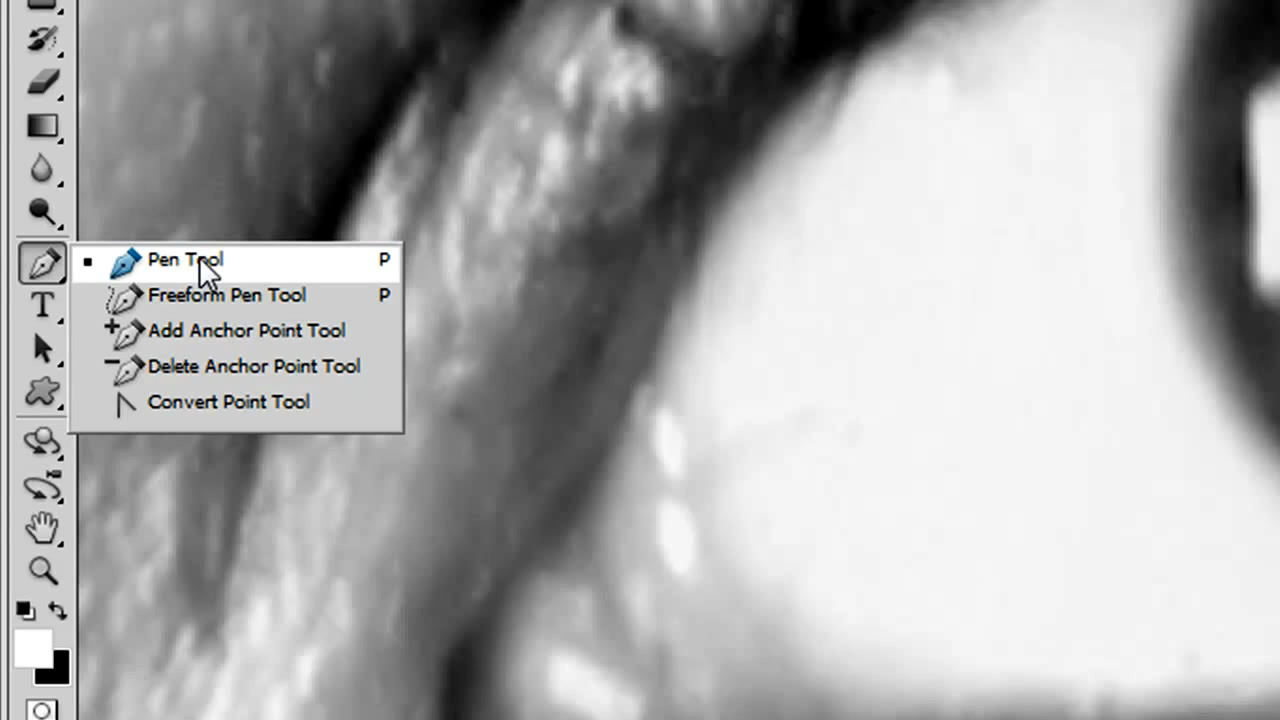 Pen Tool P
Freeform Pen Tool P
Add Anchor Point Tool
Delete Anchor Point Tool
T
Convert Point Tool